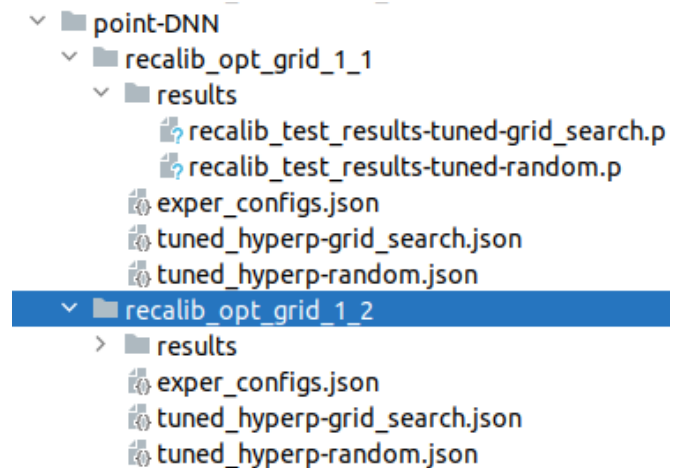 point-DNN
recalib_opt_grid_1_1
results
recalib_test_results-tuned-grid_search.p
recalib_test_results-tuned-random.p
exper_configs.json
tuned_hyperp-grid_search.json
tuned_hyperp-random.json
recalib_opt_grid_1_2
results
exper_configs.json
tuned_hyperp-grid_search.json
tuned_hyperp-random.json